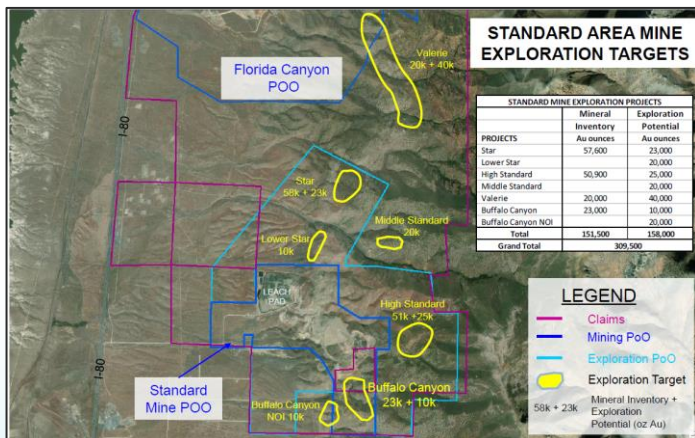 STANDARD AREA MINE
EXPLORATION TARGETS
Florida Canyon
POO
Valerie
20k + 40k
I-80
STANDARD MINE EXPLORATION PROJECTS
Mineral Exploration
Inventory Potential
PROJECTS Au ounces Au ounces
Star 57,600 23,000
Lower Star 20,000
High Standard 50,900 25,000
Middle Standard 20,000
Valerie 20,000 40,000
Buffalo Canyon 23,000 10,000
Buffalo Canyon NOI 20,000
Total 151,500 158,000
Grand Total 309,500
Star
58k + 23k
Middle Standard
20k
Lower Star
10k
LEACH
PAD
High Standard
51k +25k
Standard
Mine POO
I-80
Buffalo Canyon
23k + 10k
Buffalo Canyon
NOI 10k
LEGEND
Claims
Mining PoO
Exploration PoO
Exploration Target
58k + 23k
Mineral Inventory +
Exploration
Potential (oz Au)